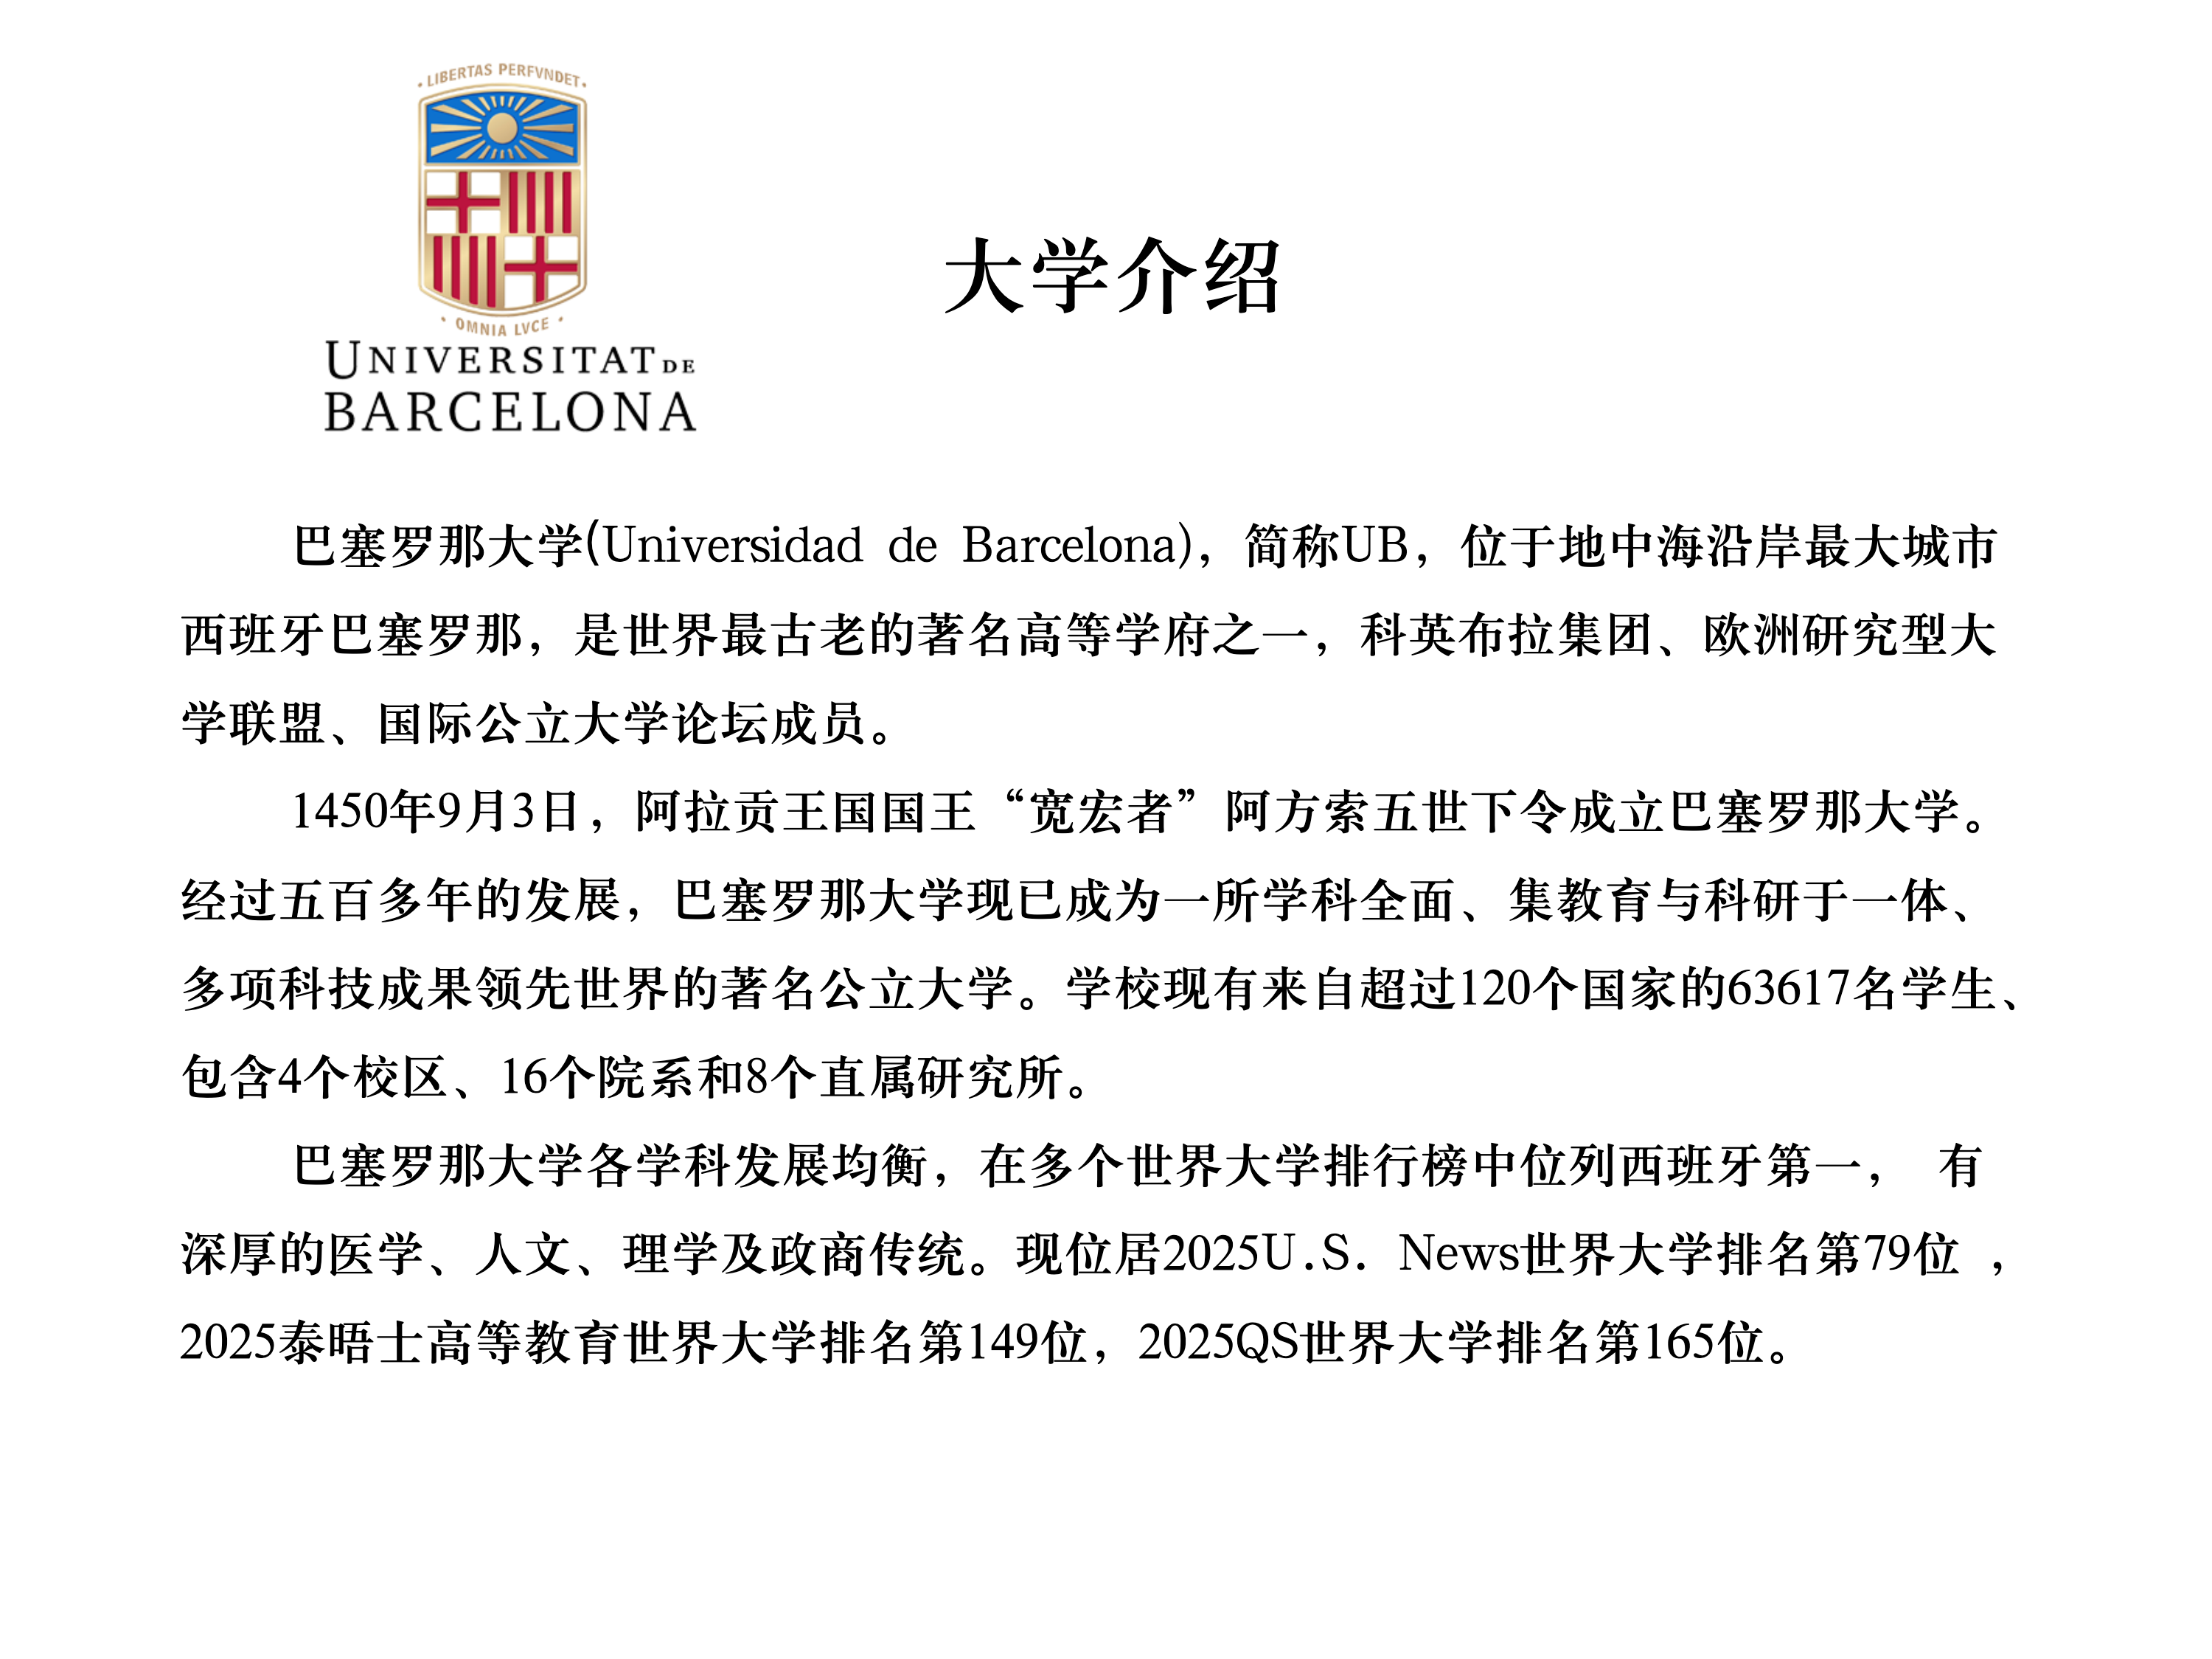 · LIBERTAS PERFVNDET ·
· OMNIA LVCE ·
UNIVERSITAT DE
BARCELONA
大学介绍
巴塞罗那大学(Universidad de Barcelona)，简称UB，位于地中海沿岸最大城市
西班牙巴塞罗那，是世界最古老的著名高等学府之一，科英布拉集团、欧洲研究型大
学联盟、国际公立大学论坛成员。
1450年9月3日，阿拉贡王国国王“宽宏者”阿方索五世下令成立巴塞罗那大学。
经过五百多年的发展，巴塞罗那大学现已成为一所学科全面、集教育与科研于一体、
多项科技成果领先世界的著名公立大学。学校现有来自超过120个国家的63617名学生、
包含4个校区、16个院系和8个直属研究所。
巴塞罗那大学各学科发展均衡，在多个世界大学排行榜中位列西班牙第一， 有
深厚的医学、人文、理学及政商传统。现位居2025U.S. News世界大学排名第79位 ，
2025泰晤士高等教育世界大学排名第149位，2025QS世界大学排名第165位。